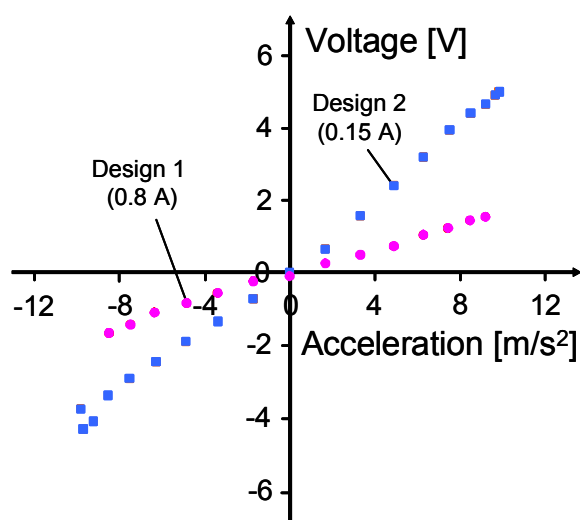 Voltage [V]
6
Design 2
(0.15 A)
4
Design 1
(0.8 A)
2
0
-12
-8
-4
0
4
8
12
-2
Acceleration [m/s²]
-4
-6